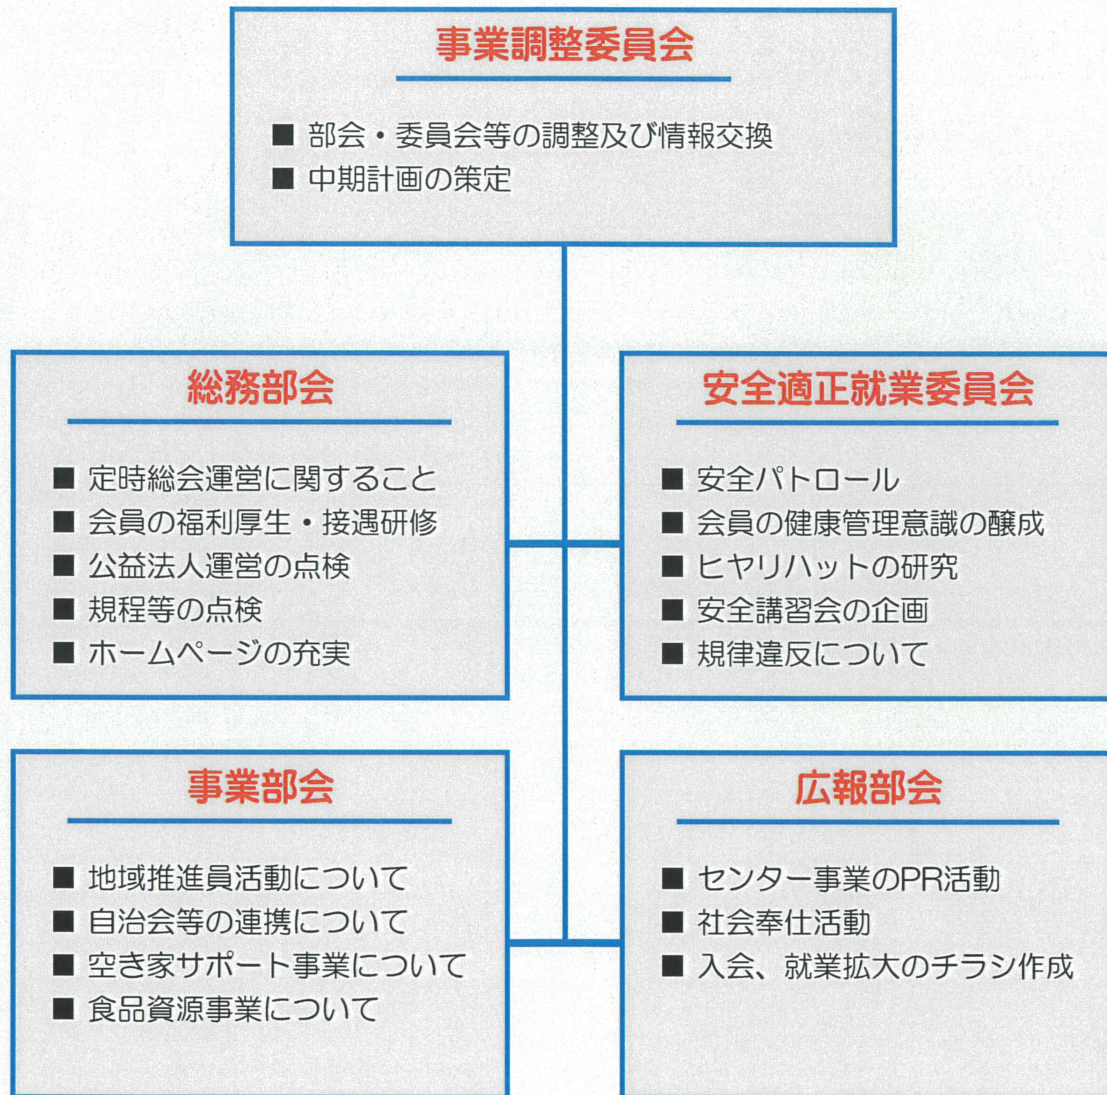 事業調整委員会
■ 部会・委員会等の調整及び情報交換
■ 中期計画の策定
総務部会
■ 定時総会運営に関すること
■ 会員の福利厚生・接遇研修
■ 公益法人運営の点検
■ 規程等の点検
■ ホームページの充実
安全適正就業委員会
■ 安全パトロール
■ 会員の健康管理意識の醸成
■ ヒヤリハットの研究
■ 安全講習会の企画
■ 規律違反について
事業部会
■ 地域推進員活動について
■ 自治会等の連携について
■ 空き家サポート事業について
■ 食品資源事業について
広報部会
■ センター事業のPR活動
■ 社会奉仕活動
■ 入会、就業拡大のチラシ作成